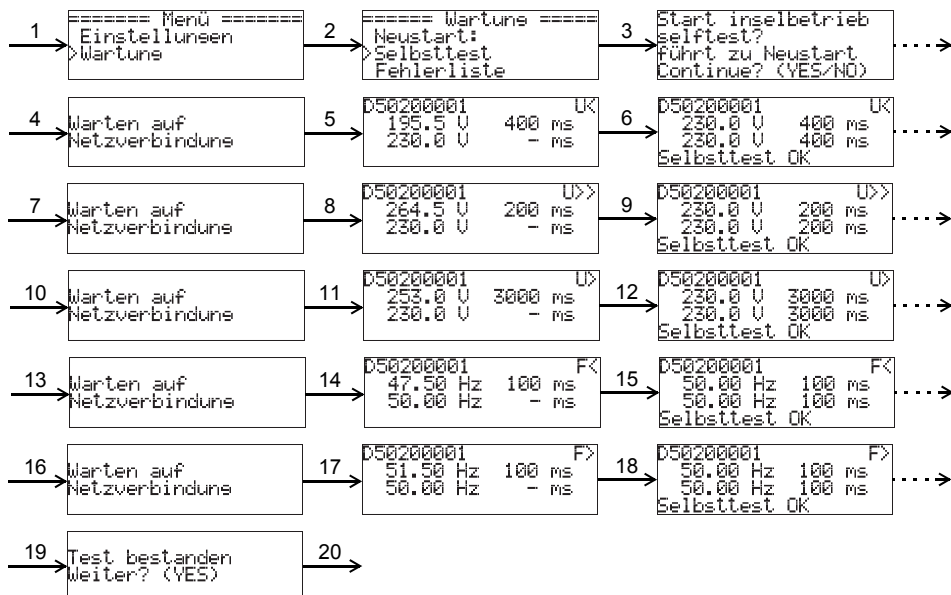 1
======= Menü =======
Einstellungen
>Wartung
2
====== Wartung =====
Neustart:
>Selbsttest
Fehlerliste
3
Start inselbetrieb
selftest?
führt zu Neustart
Continue? (YES/NO)
4
Warten auf
Netzverbindung
5
D50200001 U<
195.5 V 400 ms
230.0 V - ms
6
D50200001 U<
230.0 V 400 ms
230.0 V 400 ms
Selbsttest OK
7
Warten auf
Netzverbindung
8
D50200001 U>>
264.5 V 200 ms
230.0 V - ms
9
D50200001 U>>
230.0 V 200 ms
230.0 V 200 ms
Selbsttest OK
10
Warten auf
Netzverbindung
11
D50200001 U>
253.0 V 3000 ms
230.0 V - ms
12
D50200001 U>
230.0 V 3000 ms
230.0 V 3000 ms
Selbsttest OK
13
Warten auf
Netzverbindung
14
D50200001 F<
47.50 Hz 100 ms
50.00 Hz - ms
15
D50200001 F<
50.00 Hz 100 ms
50.00 Hz 100 ms
Selbsttest OK
16
Warten auf
Netzverbindung
17
D50200001 F>
51.50 Hz 100 ms
50.00 Hz - ms
18
D50200001 F>
50.00 Hz 100 ms
50.00 Hz 100 ms
Selbsttest OK
19
Test bestanden
Weiter? (YES)
20